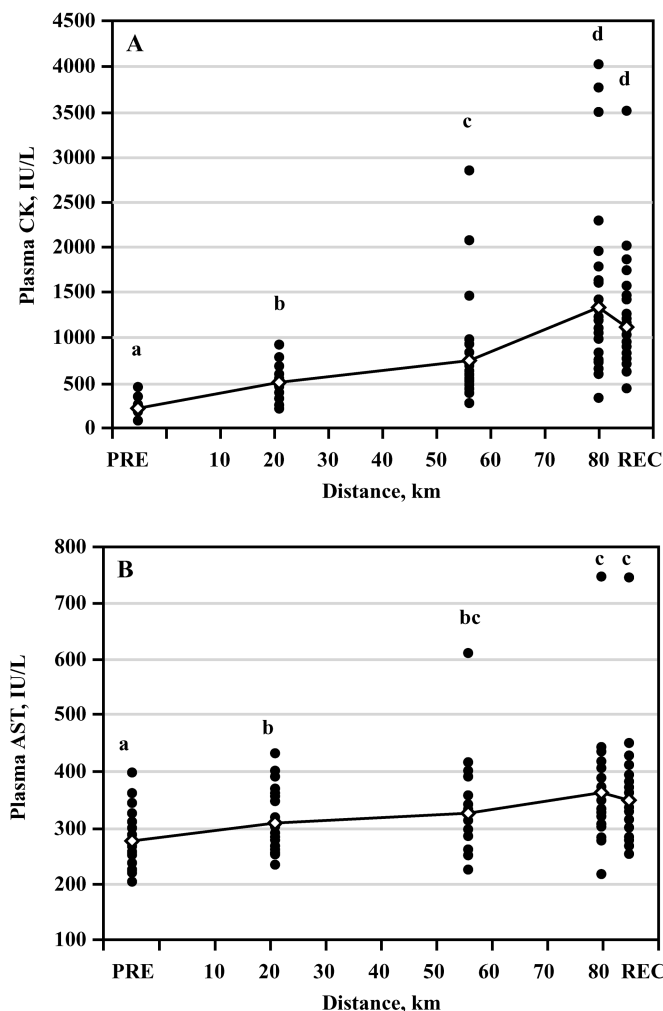 A
4500
4000
3500
3000
2500
2000
1500
1000
500
0
Plasma CK, IU/L
a
b
c
d
d
PRE 10 20 30 40 50 60 70 80 REC
Distance, km
B
800
700
600
500
400
300
200
100
Plasma AST, IU/L
a
b
bc
c c
PRE 10 20 30 40 50 60 70 80 REC
Distance, km